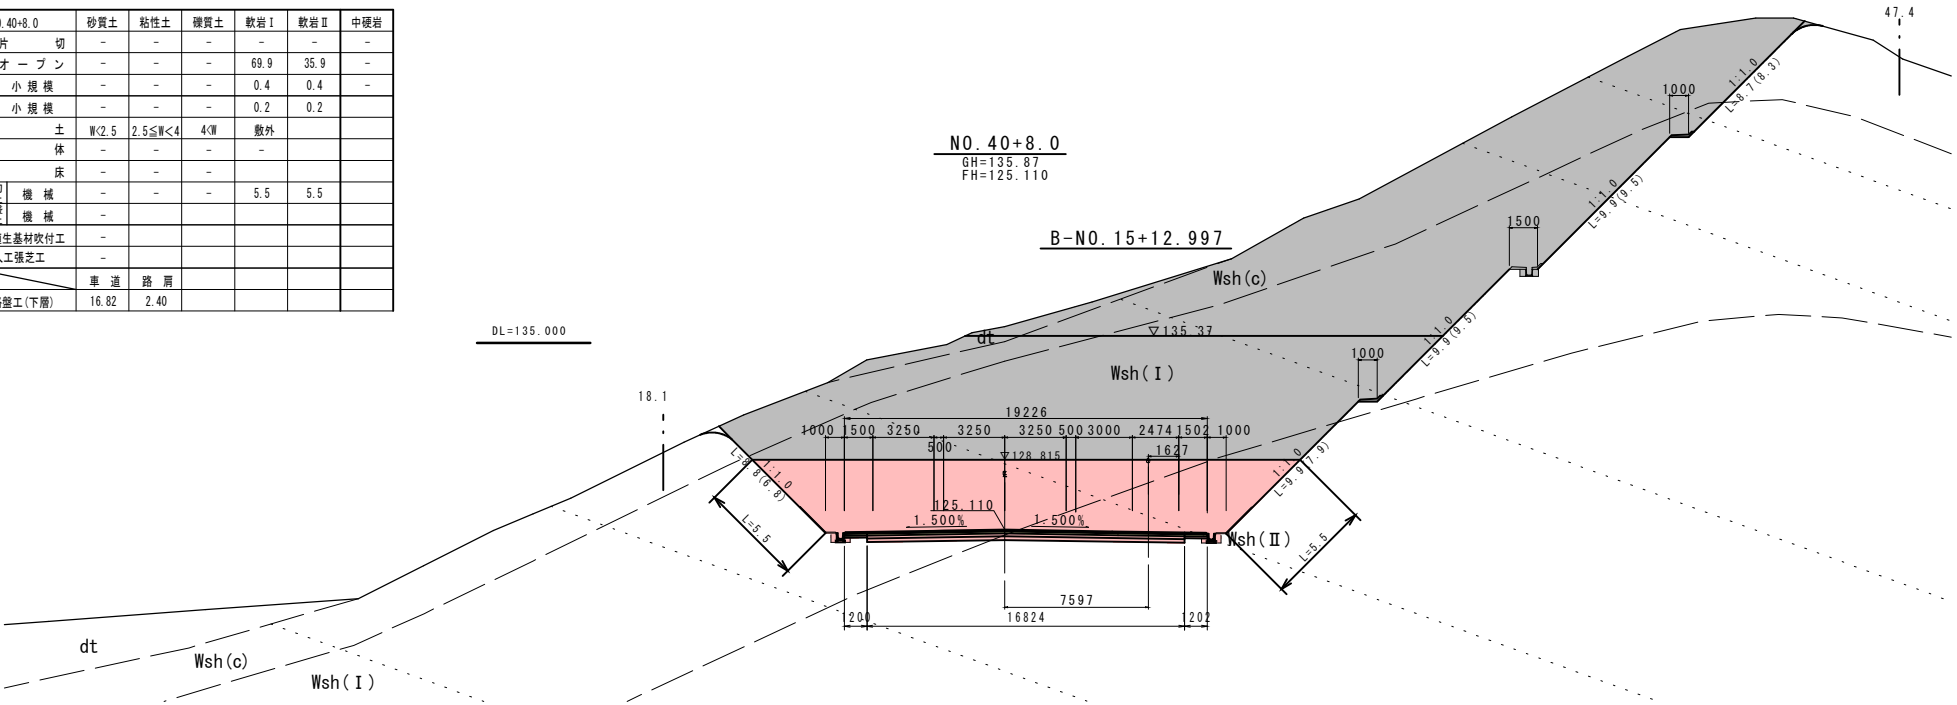 .40+8.0 砂質土 粘性土 礫質土 軟岩Ⅰ 軟岩Ⅱ 中硬岩
片 切 - - - - - -
オープン - - - 69.9 35.9 -
小規模 - - - 0.4 0.4 -
小規模 - - - 0.2 0.2
土 W<2.5 2.5≦W<4 4<W 敷外
体 - - - -
床 - - -
機械 - - - 5.5 5.5
機械 -
生基材吹付工 -
工張芝工 -
車道 路肩
盤工(下層) 16.82 2.40
NO.40+8.0
GH=135.87
FH=125.110
B-NO.15+12.997
DL=135.000
47.4
18.1
1:1.0
L=8.7(8.3)
1000
1:1.0
L=9.9(9.5)
1500
1:1.0
L=9.9(9.5)
1000
1:1.0
L=9.9(7.9)
Wsh(c)
▽135.37
dt
Wsh(Ⅰ)
19226
1000 1500 3250 3250 3250 500 3000 2474 1502 1000
500
1627
▽128.815
1:1.0
L=8.8(6.8)
125.110
1.500% 1.500%
L=5.5
Wsh(Ⅱ)
L=5.5
7597
1200 16824 1202
dt
Wsh(c)
Wsh(Ⅰ)